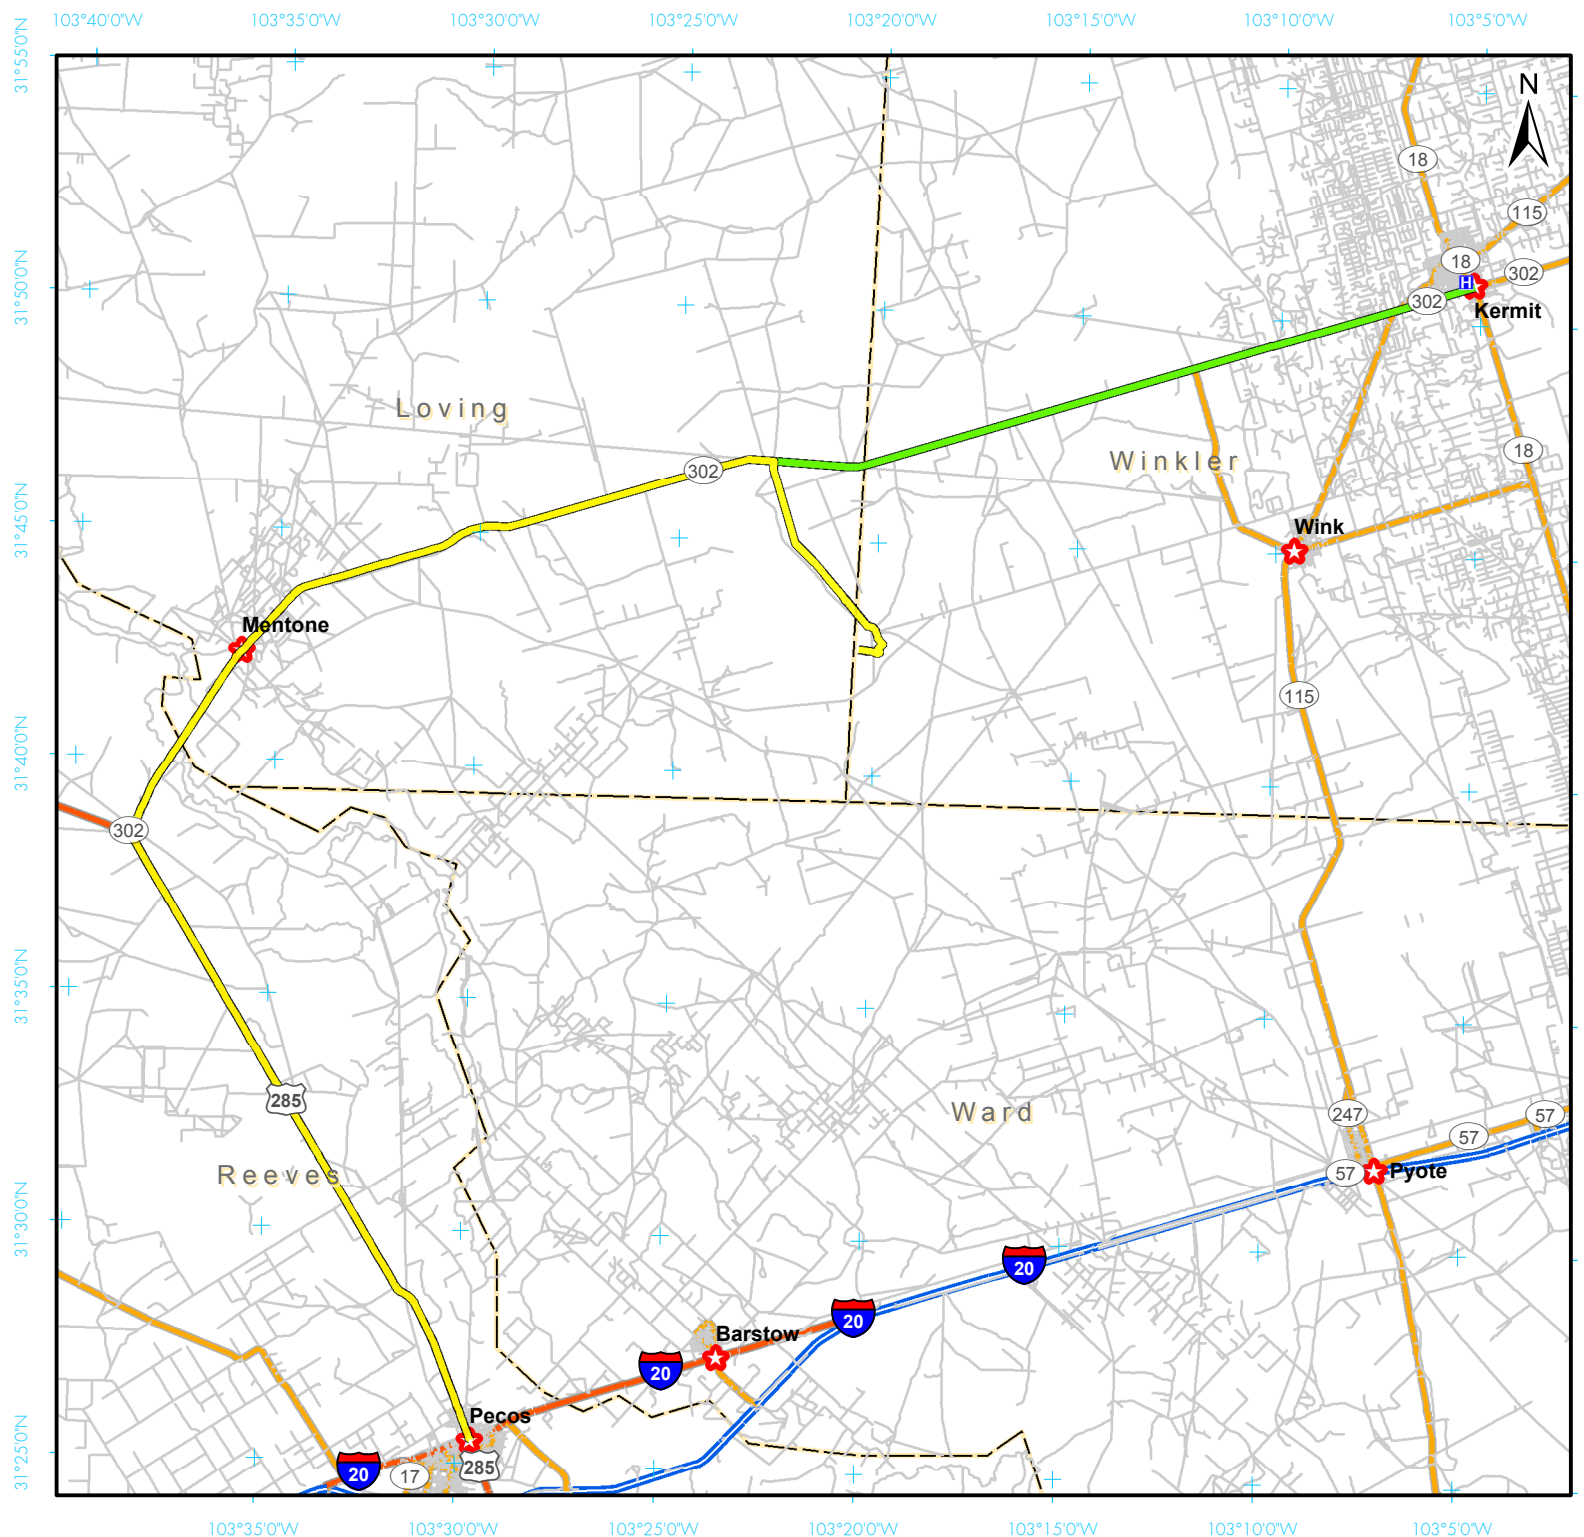 103°40'0"W 103°35'0"W 103°30'0"W 103°25'0"W 103°20'0"W 103°15'0"W 103°10'0"W 103°5'0"W
31°55'0"N
N
18
115
18
302
31°50'0"N
H
302
Kermit
Loving
18
Winkler
302
31°45'0"N
Wink
Mentone
115
31°40'0"N
302
31°35'0"N
285
Ward
247
57
57
57
Pyote
Reeves
31°30'0"N
20
20
Barstow
20
Pecos
31°25'0"N
20
17
285
103°35'0"W 103°30'0"W 103°25'0"W 103°20'0"W 103°15'0"W 103°10'0"W 103°5'0"W